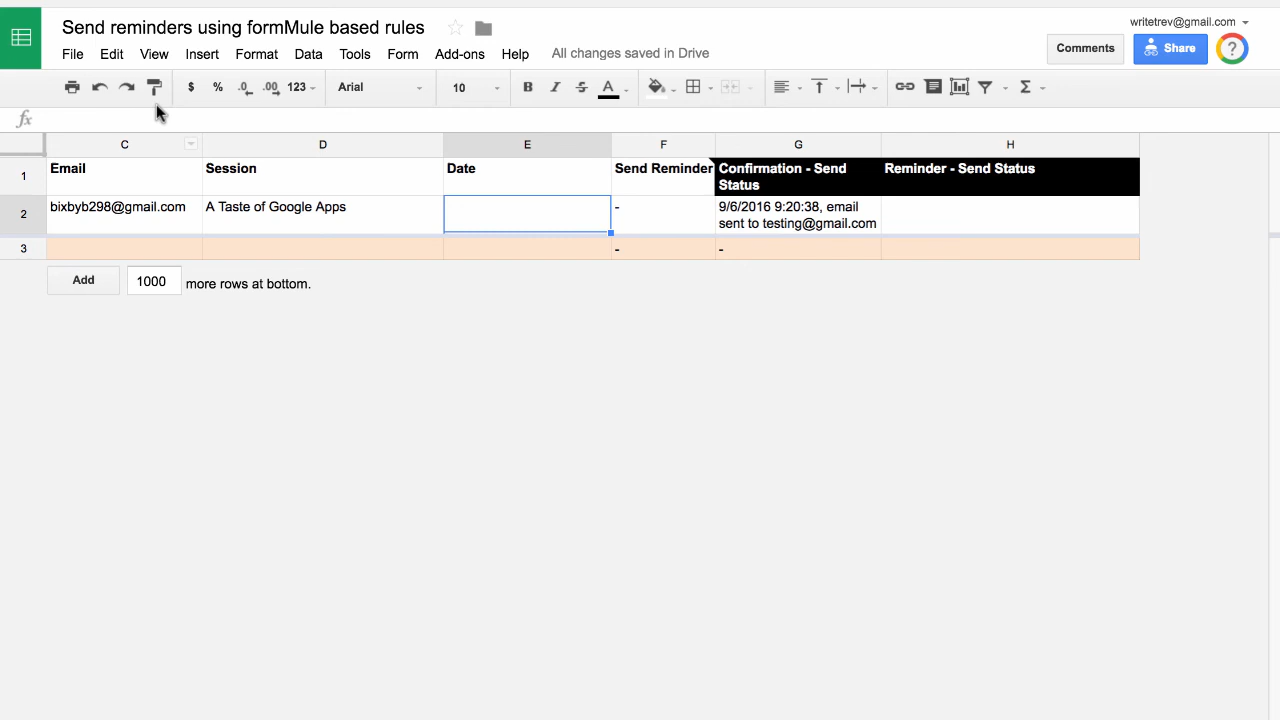 Send reminders using formMule based rules
writetrev@gmail.com
File Edit View Insert Format Data Tools Form Add-ons Help All changes saved in Drive
Comments Share ?
$ % .0 .00 123 Arial 10 B I S A Σ
fx
C D E F G H
1 Email Session Date Send Reminder Confirmation - Send Status Reminder - Send Status
2 bixbyb298@gmail.com A Taste of Google Apps - 9/6/2016 9:20:38, email
sent to testing@gmail.com
3 - -
Add 1000 more rows at bottom.